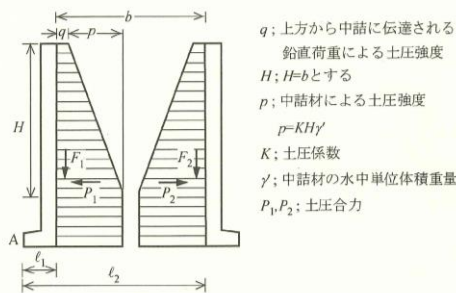 b
q p
H
F₁ F₂
P₁ P₂
A
ℓ₁
ℓ₂
q ; 上方から中詰に伝達される
鉛直荷重による土圧強度
H ; H=bとする
p ; 中詰材による土圧強度
p=KHγ'
K ; 土圧係数
γ' ; 中詰材の水中単位体積重量
P₁,P₂ ; 土圧合力